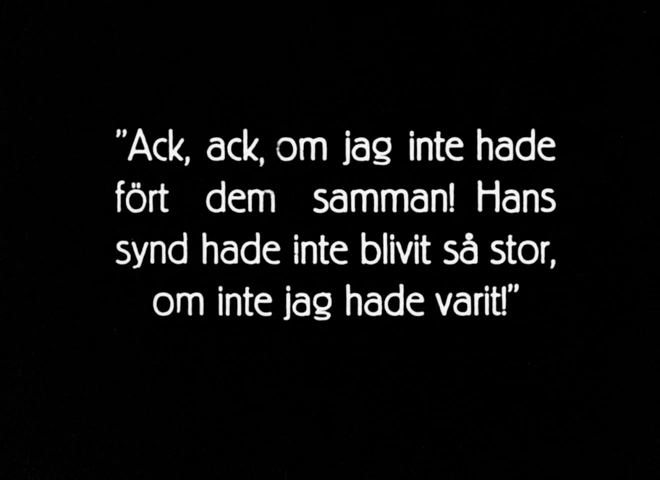 ”Ack, ack, om jag inte hade
fört dem samman! Hans
synd hade inte blivit så stor,
om inte jag hade varit!”